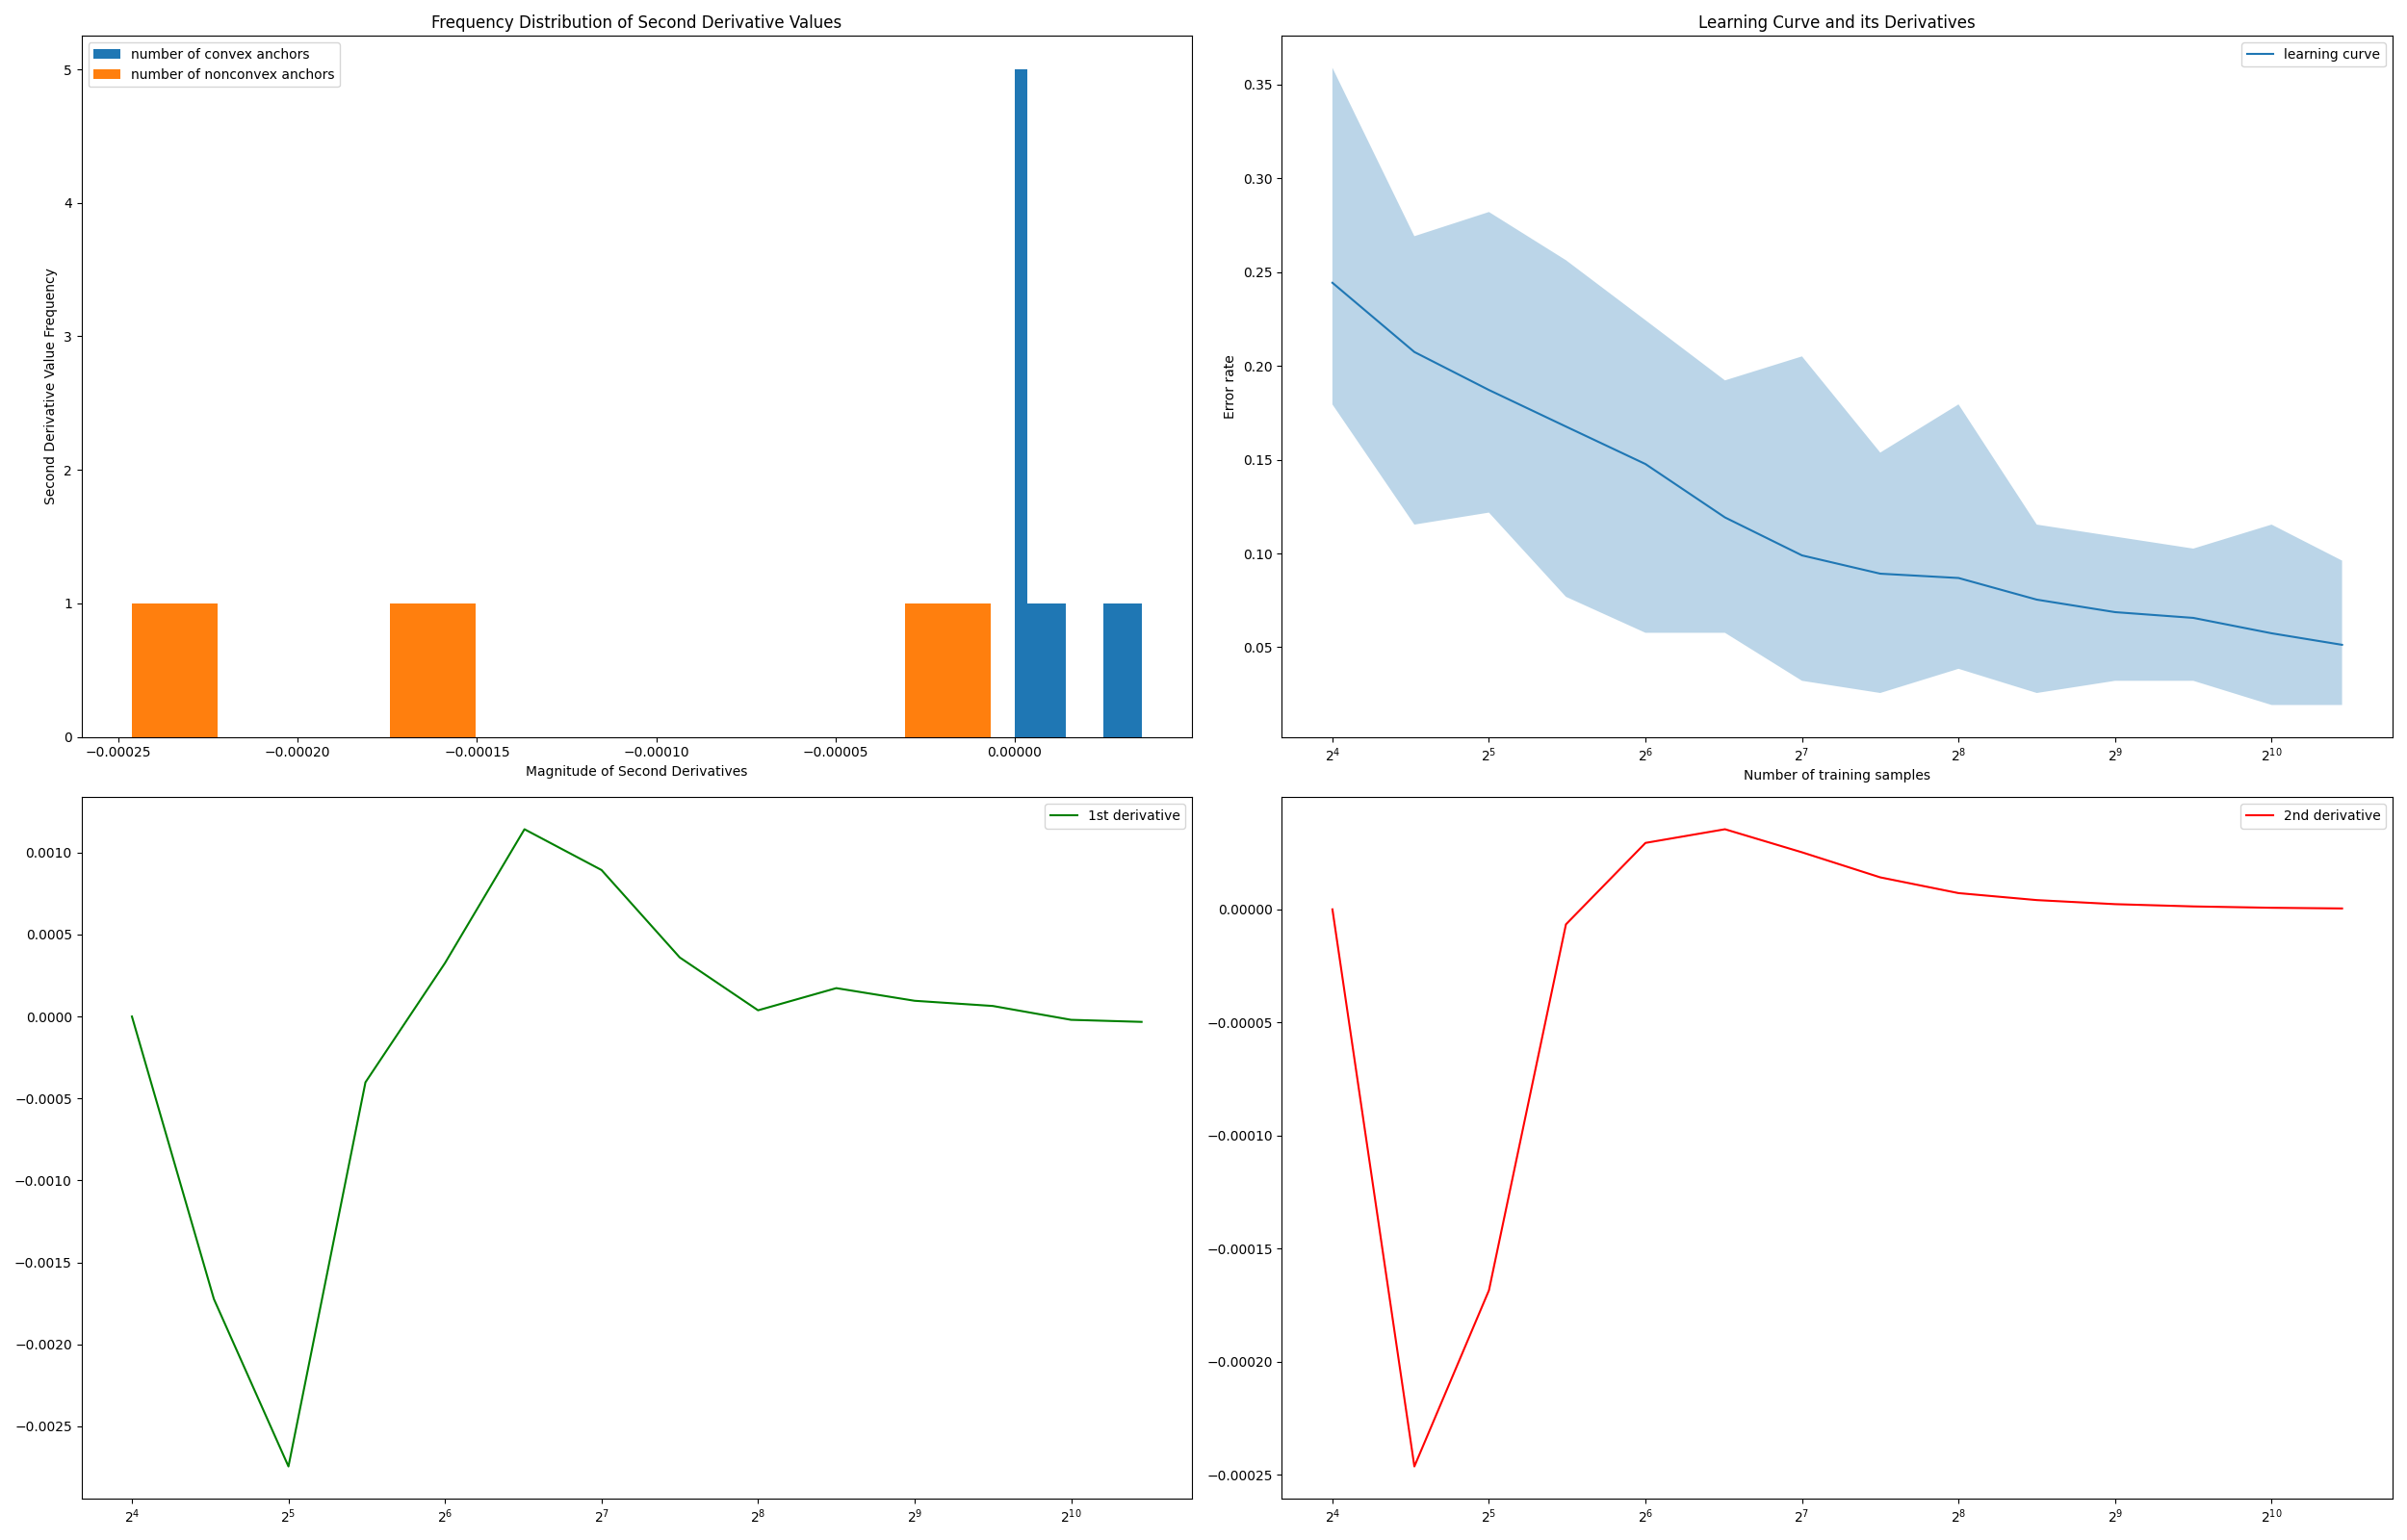 Frequency Distribution of Second Derivative Values
number of convex anchors
number of nonconvex anchors
Second Derivative Value Frequency
5
4
3
2
1
0
−0.00025 −0.00020 −0.00015 −0.00010 −0.00005 0.00000
Magnitude of Second Derivatives
Learning Curve and its Derivatives
learning curve
Error rate
0.35
0.30
0.25
0.20
0.15
0.10
0.05
2⁴ 2⁵ 2⁶ 2⁷ 2⁸ 2⁹ 2¹⁰
Number of training samples
1st derivative
0.0010
0.0005
0.0000
−0.0005
−0.0010
−0.0015
−0.0020
−0.0025
2⁴ 2⁵ 2⁶ 2⁷ 2⁸ 2⁹ 2¹⁰
2nd derivative
0.00000
−0.00005
−0.00010
−0.00015
−0.00020
−0.00025
2⁴ 2⁵ 2⁶ 2⁷ 2⁸ 2⁹ 2¹⁰